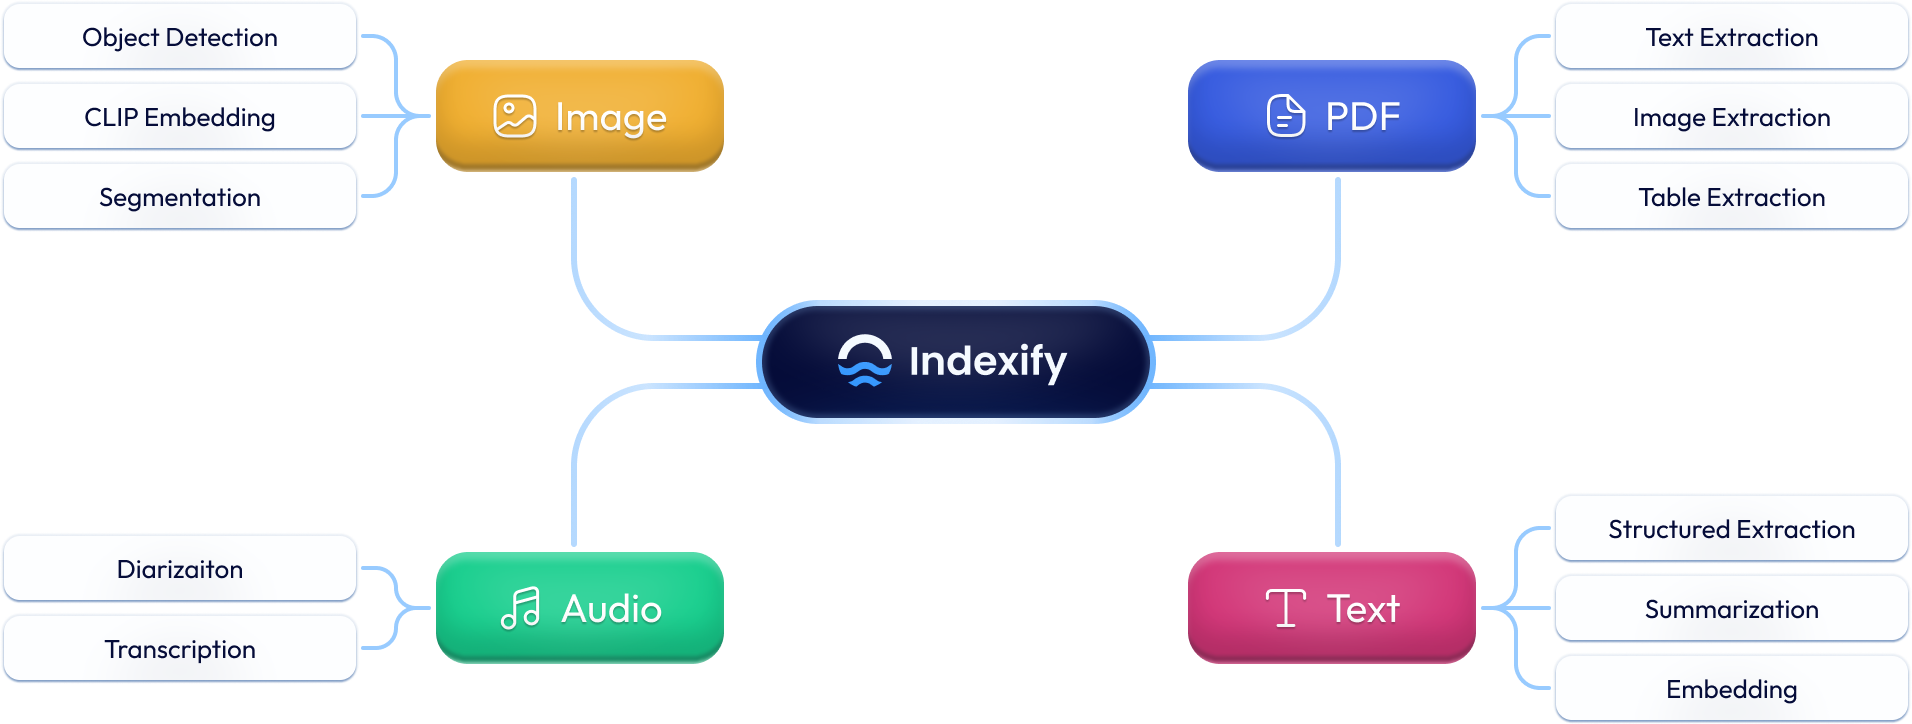 Object Detection
CLIP Embedding
Segmentation
Image
PDF
Text Extraction
Image Extraction
Table Extraction
Indexify
Diarizaiton
Transcription
Audio
Text
Structured Extraction
Summarization
Embedding